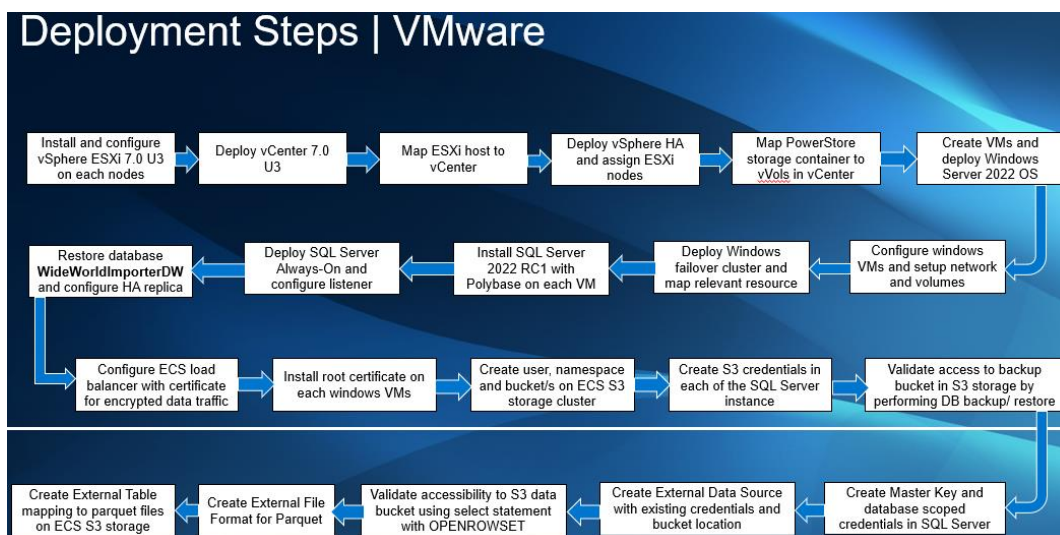 Deployment Steps | VMware
Install and configure
vSphere ESXi 7.0 U3
on each nodes
Deploy vCenter 7.0
U3
Map ESXi host to
vCenter
Deploy vSphere HA
and assign ESXi
nodes
Map PowerStore
storage container to
vVols in vCenter
Create VMs and
deploy Windows
Server 2022 OS
Configure windows
VMs and setup network
and volumes
Deploy Windows
failover cluster and
map relevant resource
Install SQL Server
2022 RC1 with
Polybase on each VM
Deploy SQL Server
Always-On and
configure listener
Restore database
WideWorldImporterDW
and configure HA replica
Configure ECS load
balancer with certificate
for encrypted data traffic
Install root certificate on
each windows VMs
Create user, namespace
and bucket/s on ECS S3
storage cluster
Create S3 credentials in
each of the SQL Server
instance
Validate access to backup
bucket in S3 storage by
performing DB backup/ restore
Create Master Key and
database scoped
credentials in SQL Server
Create External Data Source
with existing credentials and
bucket location
Validate accessibility to S3 data
bucket using select statement
with OPENROWSET
Create External File
Format for Parquet
Create External Table
mapping to parquet files
on ECS S3 storage